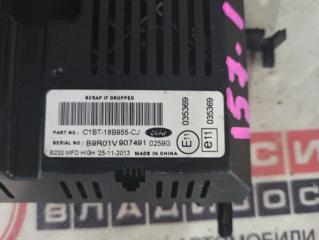 SCRAP IF DROPPED
PART NO : C1BT-18B955-CJ
Ford
SERIAL NO : B9R01V 907491 0259G
B232 MFD HIGH 25-11-2013 MADE IN CHINA
E11 035369
e11 035369
153.1